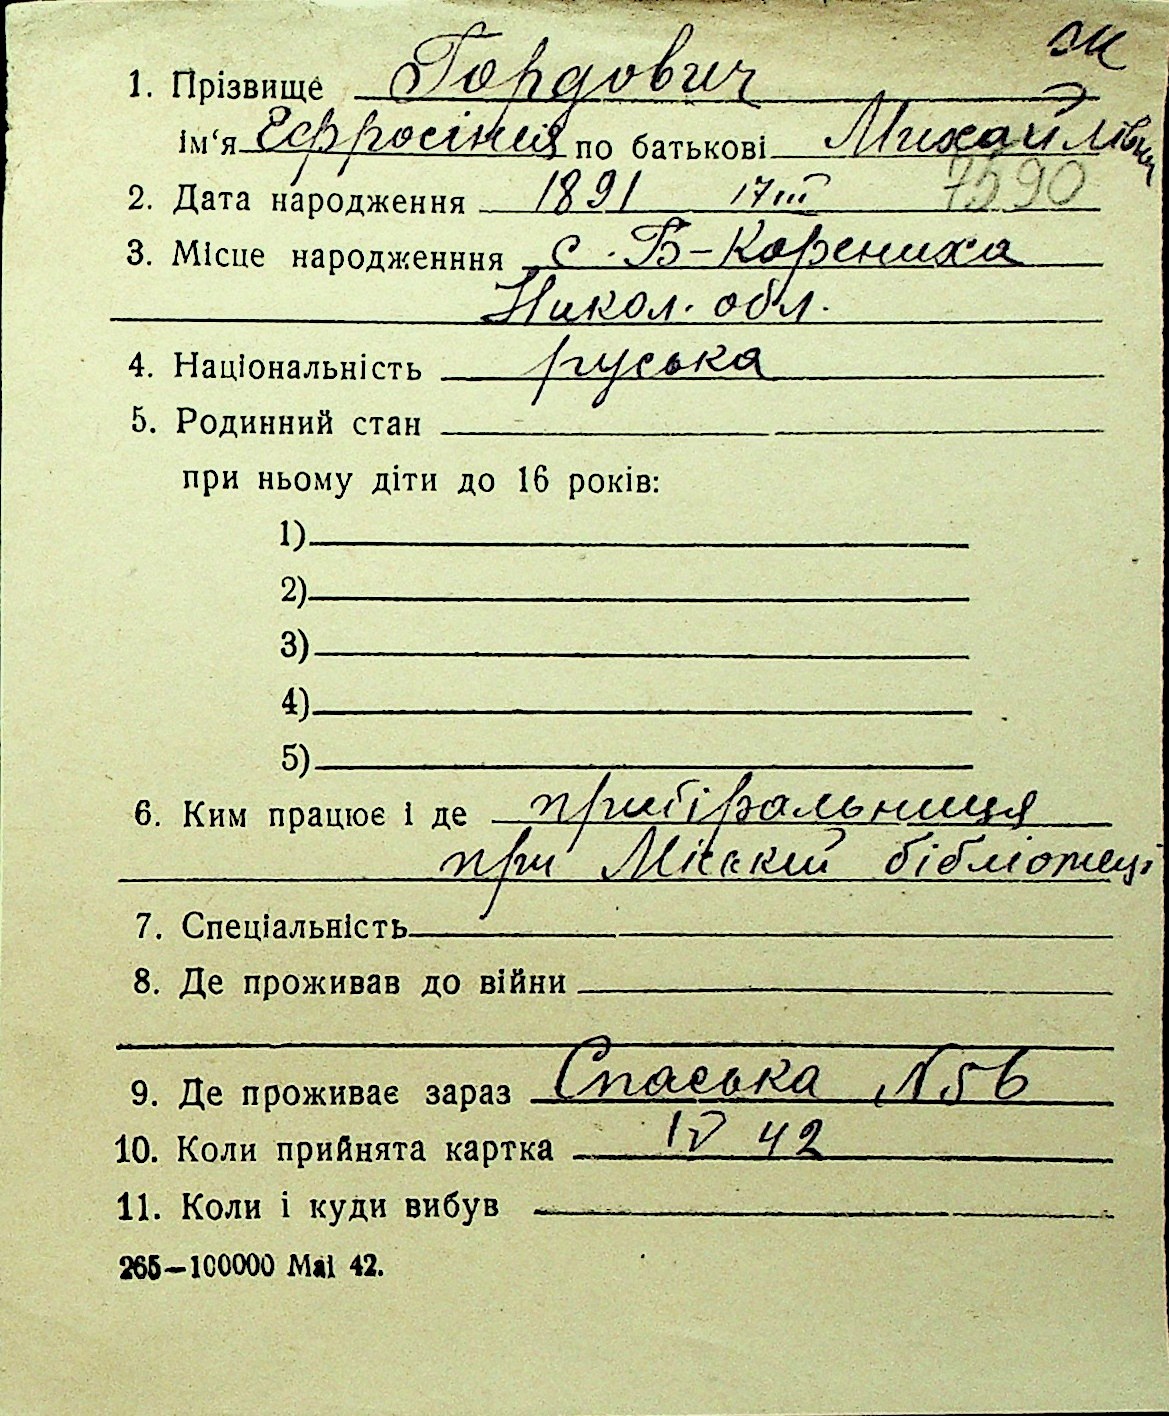 ж
1. Прізвище Гордович
ім'я Єфросінія по батькові Михайлівна
7590
2. Дата народження 1891 17 III
3. Місце народженння с. Б-Корениха
Никол. обл.
4. Національність руська
5. Родинний стан
при ньому діти до 16 років:
1)
2)
3)
4)
5)
6. Ким працює і де прибіральниця
при Міський бібліотеці
7. Спеціальність
8. Де проживав до війни
9. Де проживає зараз Спаська №56
10. Коли прийнята картка IV 42
11. Коли і куди вибув
265—100000 Mai 42.